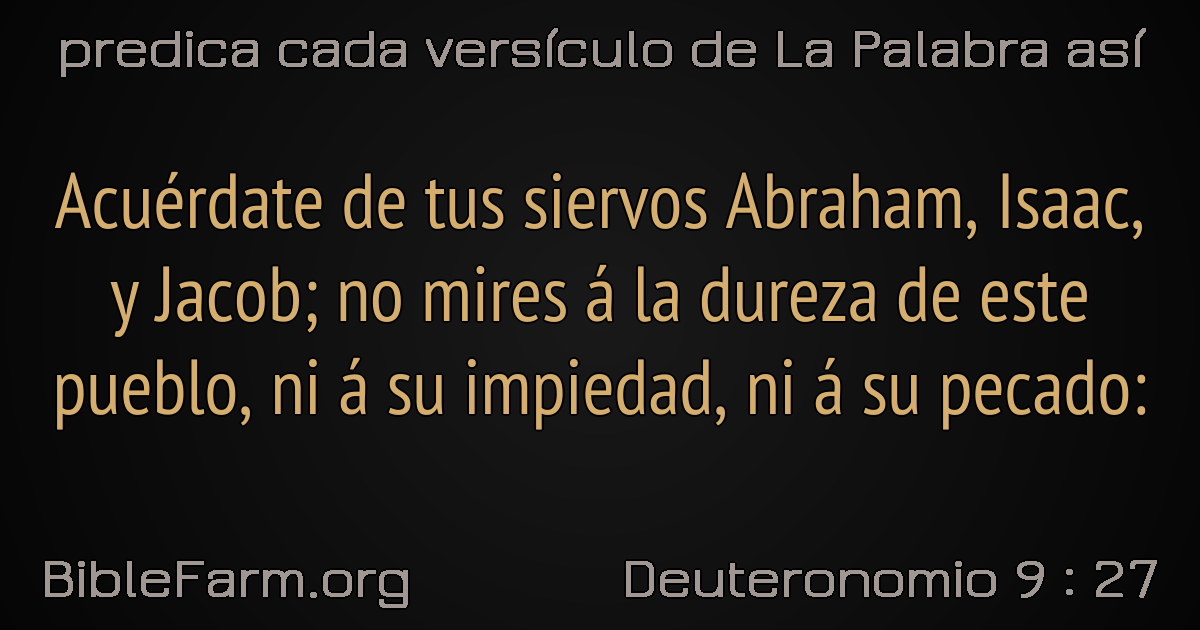 predica cada versículo de La Palabra así
Acuérdate de tus siervos Abraham, Isaac,
y Jacob; no mires á la dureza de este
pueblo, ni á su impiedad, ni á su pecado:
BibleFarm.org
Deuteronomio 9 : 27